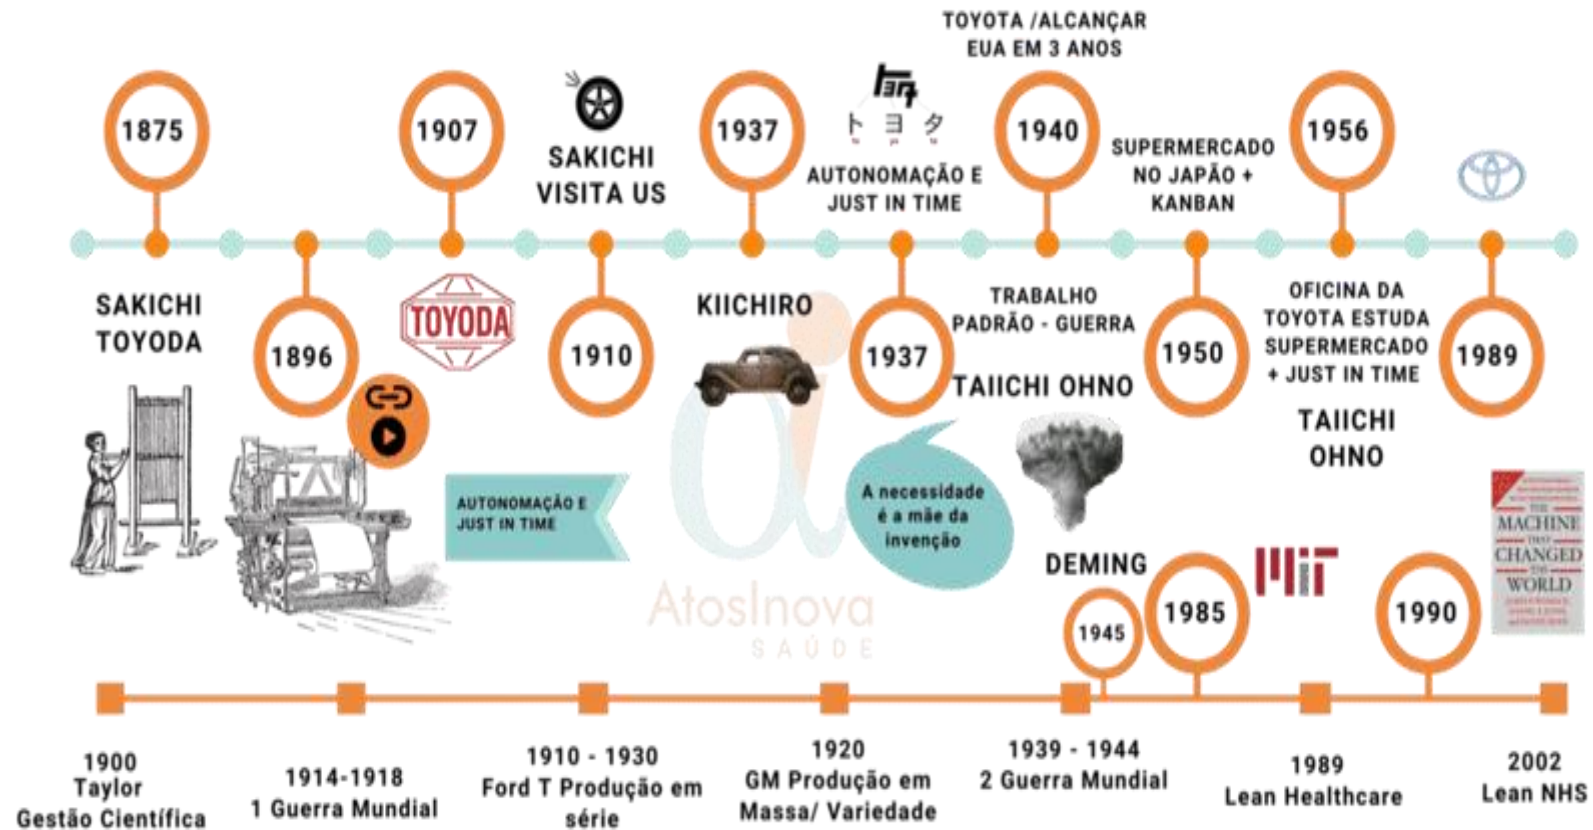 TOYOTA /ALCANÇAR
EUA EM 3 ANOS
1875
1907
SAKICHI
VISITA US
1937
トヨタ
AUTONOMAÇÃO E
JUST IN TIME
1940
SUPERMERCADO
NO JAPÃO +
KANBAN
1956
SAKICHI
TOYODA
1896
TOYODA
1910
KIICHIRO
1937
TRABALHO
PADRÃO - GUERRA
TAIICHI OHNO
1950
OFICINA DA
TOYOTA ESTUDA
SUPERMERCADO
+ JUST IN TIME
TAIICHI
OHNO
1989
AUTONOMAÇÃO E
JUST IN TIME
A necessidade
é a mãe da
invenção
AtosInova
SAÚDE
DEMING
1945
1985
MIT
1990
THE
MACHINE
THAT
CHANGED
THE
WORLD
1900
Taylor
Gestão Científica
1914-1918
1 Guerra Mundial
1910 - 1930
Ford T Produção em
série
1920
GM Produção em
Massa/ Variedade
1939 - 1944
2 Guerra Mundial
1989
Lean Healthcare
2002
Lean NHS